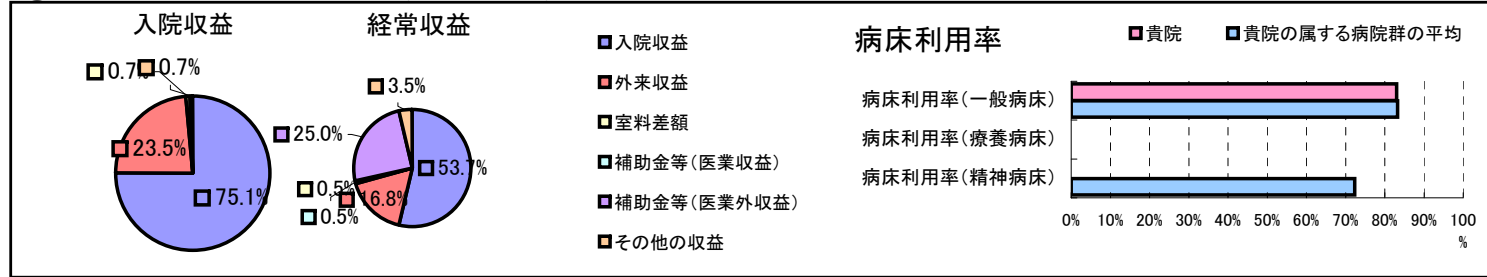 入院収益
0.7%
0.7%
23.5%
75.1%
経常収益
3.5%
25.0%
53.7%
0.5%
16.8%
0.5%
入院収益
外来収益
室料差額
補助金等(医業収益)
補助金等(医業外収益)
その他の収益
病床利用率
貴院
貴院の属する病院群の平均
病床利用率(一般病床)
病床利用率(療養病床)
病床利用率(精神病床)
0% 10% 20% 30% 40% 50% 60% 70% 80% 90% 100
%